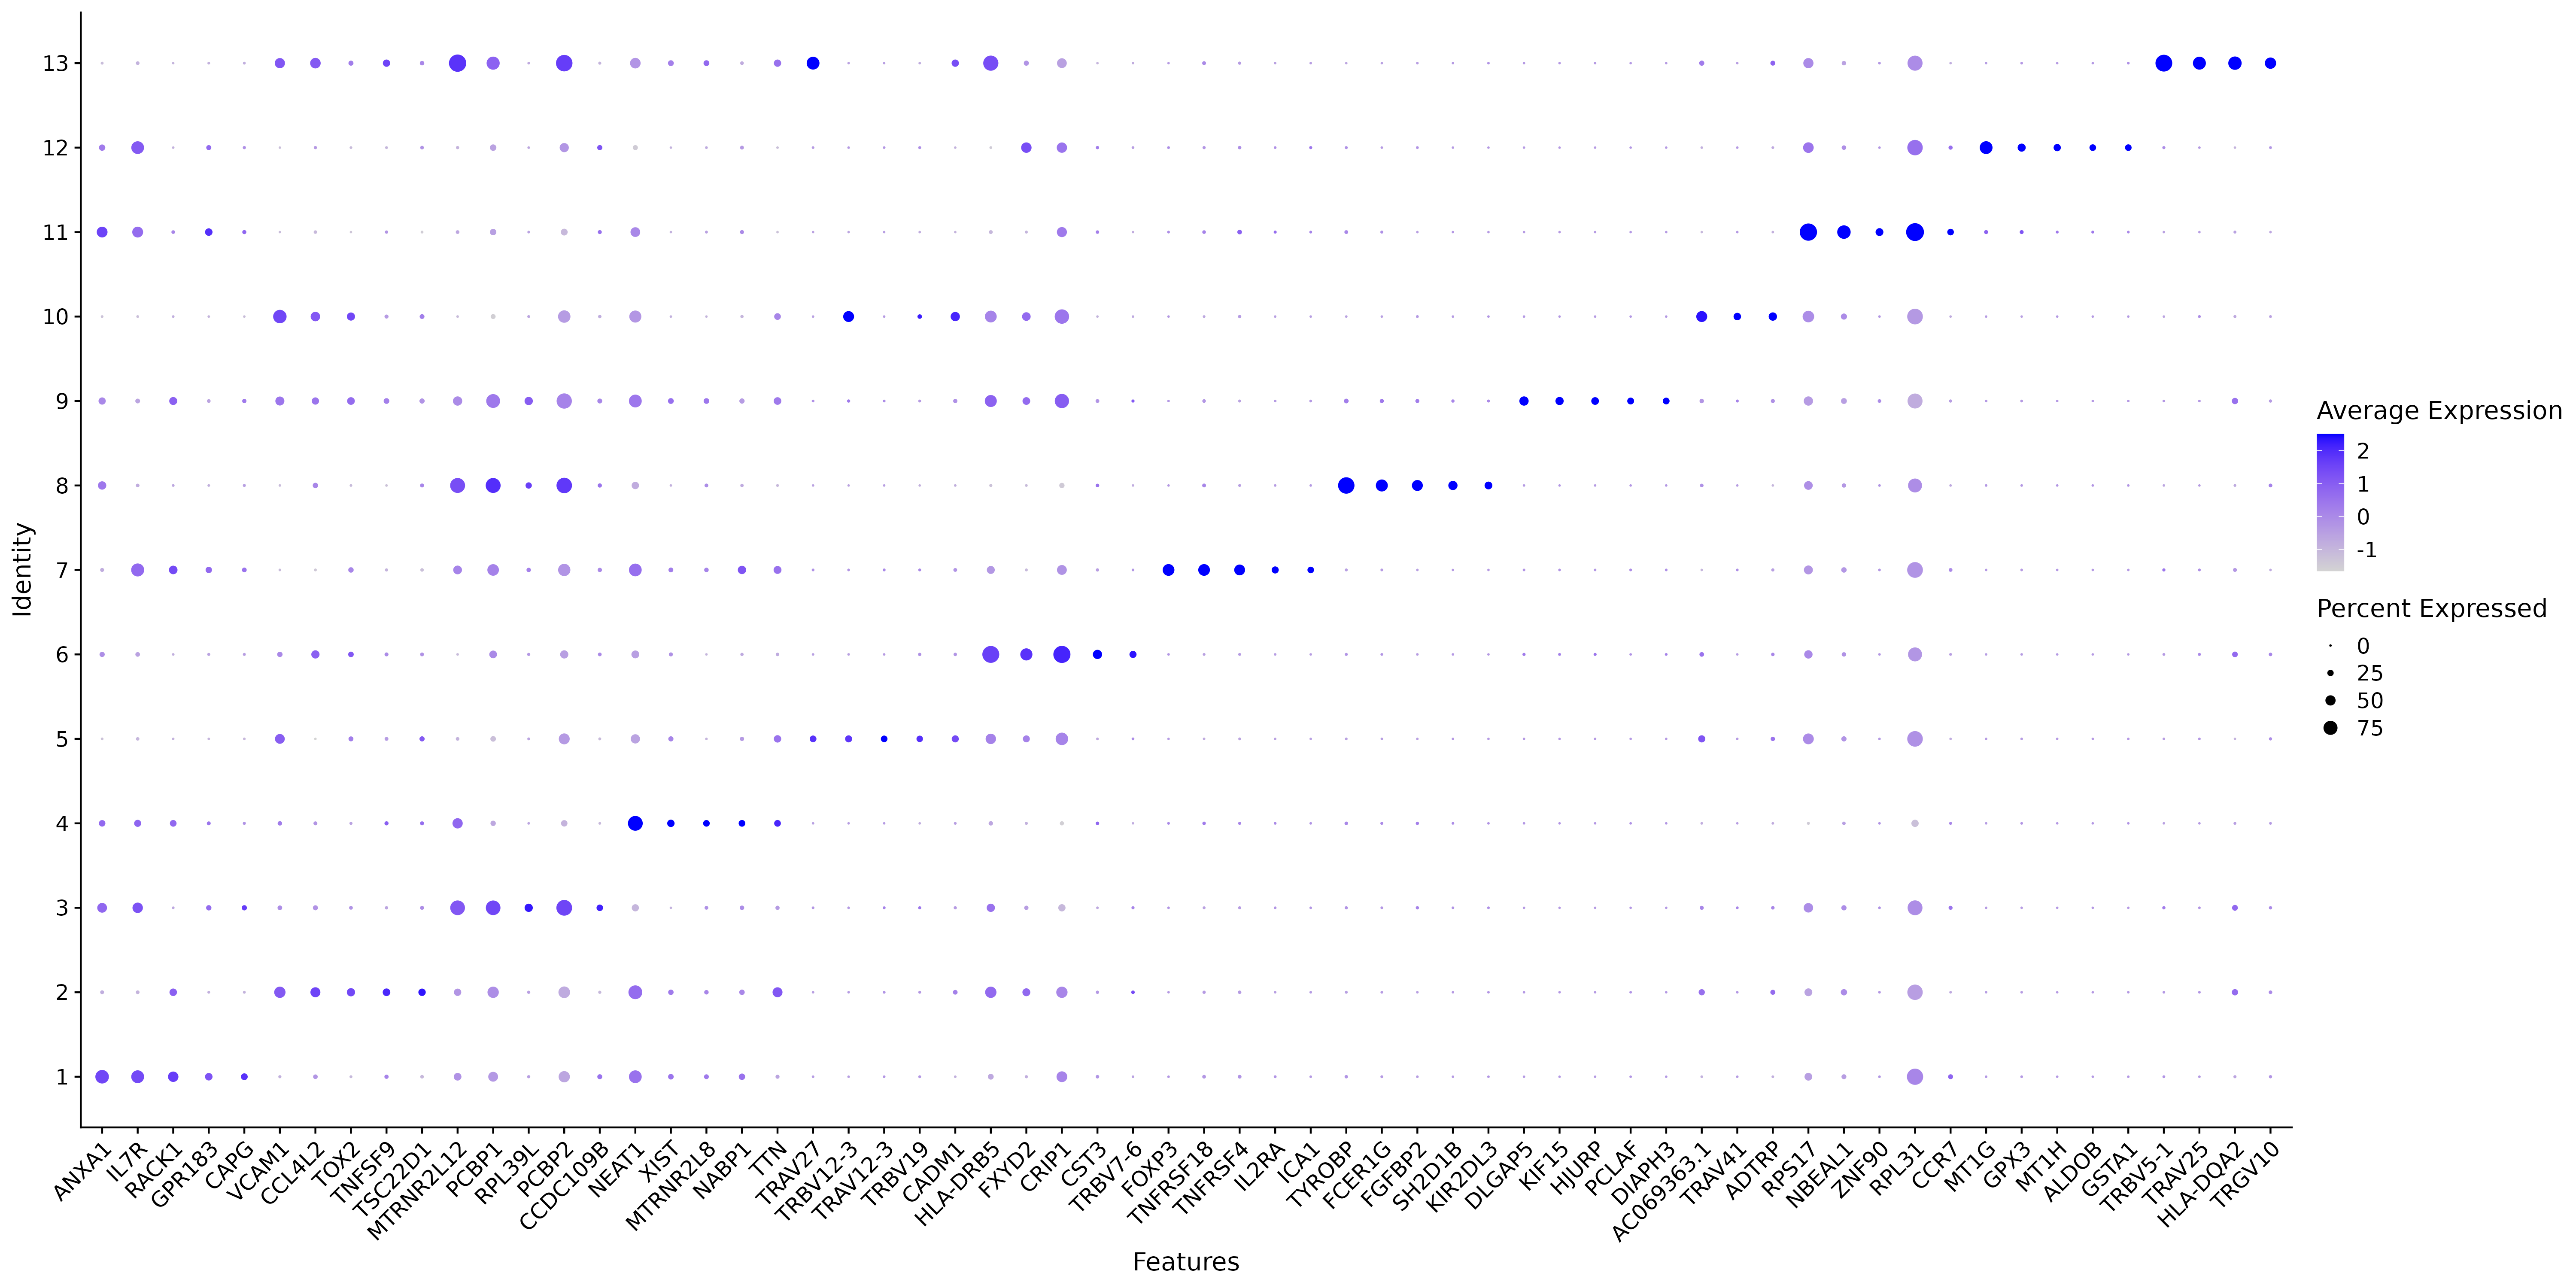 Identity
13
12
11
10
9
8
7
6
5
4
3
2
1
ANXA1
IL7R
RACK1
GPR183
CAPG
VCAM1
CCL4L2
TOX2
TNFSF9
TSC22D1
MTRNR2L12
PCBP1
RPL39L
PCBP2
CCDC109B
NEAT1
XIST
MTRNR2L8
NABP1
TTN
TRAV27
TRBV12-3
TRAV12-3
TRBV19
CADM1
HLA-DRB5
FXYD2
CRIP1
CST3
TRBV7-6
FOXP3
TNFRSF18
TNFRSF4
IL2RA
ICA1
TYROBP
FCER1G
FGFBP2
SH2D1B
KIR2DL3
DLGAP5
KIF15
HJURP
PCLAF
DIAPH3
AC069363.1
TRAV41
ADTRP
RPS17
NBEAL1
ZNF90
RPL31
CCR7
MT1G
GPX3
MT1H
ALDOB
GSTA1
TRBV5-1
TRAV25
HLA-DQA2
TRGV10
Features
Average Expression
2
1
0
-1
Percent Expressed
0
25
50
75